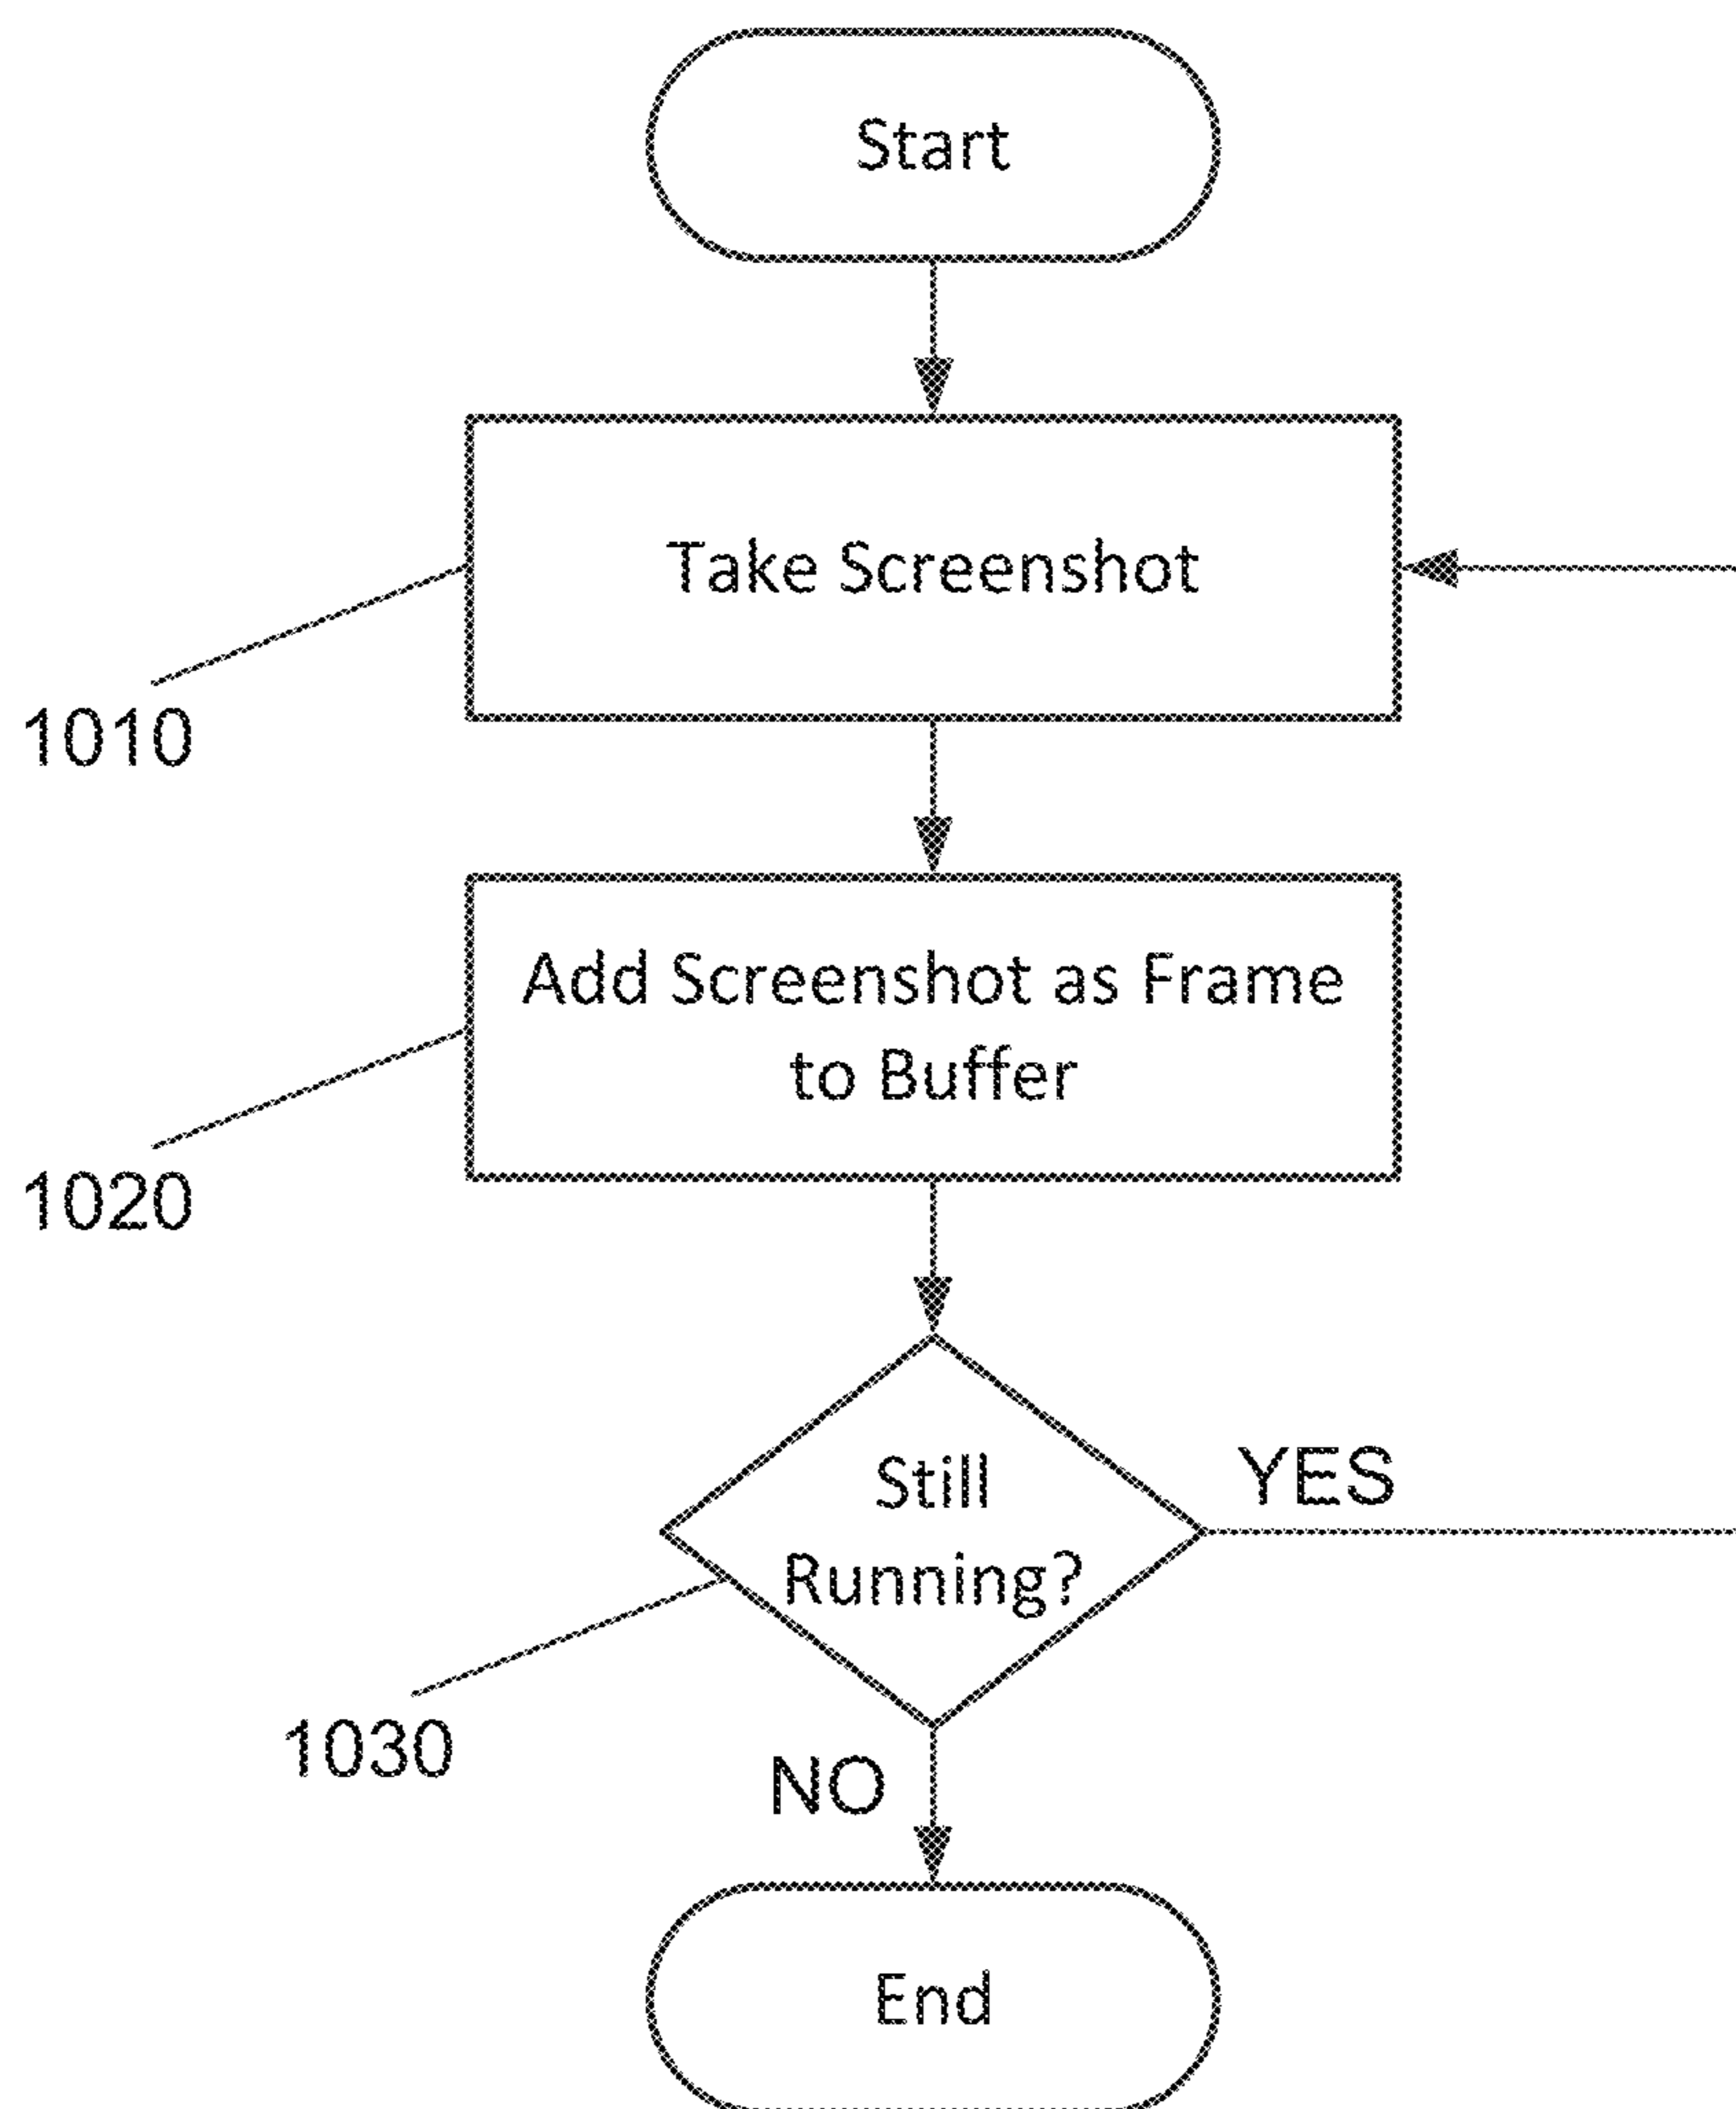 Start
Take Screenshot
1010
Add Screenshot as Frame
to Buffer
1020
Still
Running?
YES
1030
NO
End